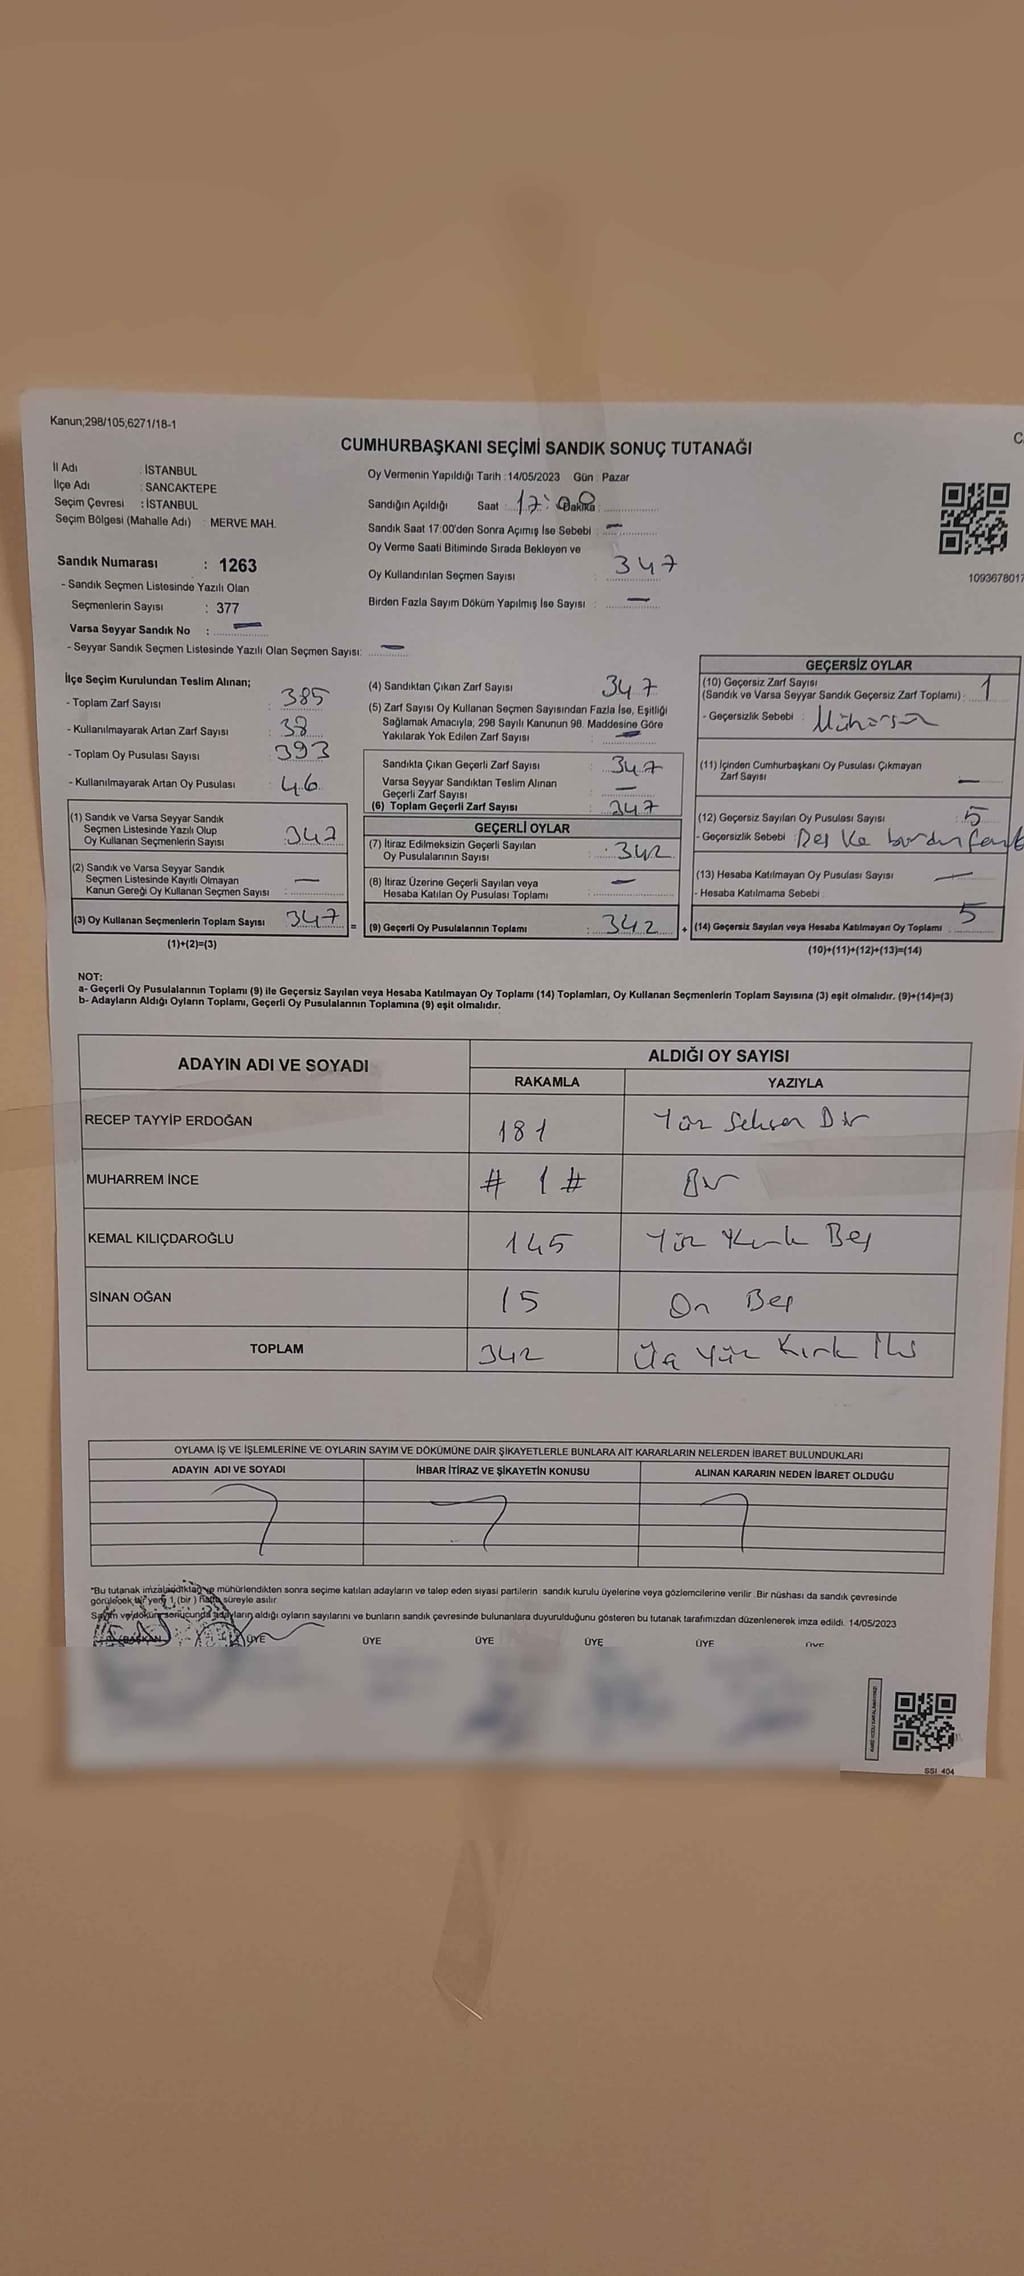 Kanun;298/105;6271/18-1
CUMHURBAŞKANI SEÇİMİ SANDIK SONUÇ TUTANAĞI
İl Adı : İSTANBUL
İlçe Adı : SANCAKTEPE
Seçim Çevresi : İSTANBUL
Seçim Bölgesi (Mahalle Adı) : MERVE MAH.
Sandık Numarası : 1263
- Sandık Seçmen Listesinde Yazılı Olan
Seçmenlerin Sayısı : 377
Varsa Seyyar Sandık No : —
- Seyyar Sandık Seçmen Listesinde Yazılı Olan Seçmen Sayısı: —
Oy Vermenin Yapıldığı Tarih : 14/05/2023 Gün : Pazar
Sandığın Açıldığı Saat : 17:00 Dakika :
Sandık Saat 17:00'den Sonra Açımış İse Sebebi : —
Oy Verme Saati Bitiminde Sırada Bekleyen ve
Oy Kullandırılan Seçmen Sayısı : 347
Birden Fazla Sayım Döküm Yapılmış İse Sayısı : —
1093678017
İlçe Seçim Kurulundan Teslim Alınan;
- Toplam Zarf Sayısı : 385
- Kullanılmayarak Artan Zarf Sayısı : 38
- Toplam Oy Pusulası Sayısı : 393
- Kullanılmayarak Artan Oy Pusulası : 46
(1) Sandık ve Varsa Seyyar Sandık
Seçmen Listesinde Yazılı Olup
Oy Kullanan Seçmenlerin Sayısı : 347
(2) Sandık ve Varsa Seyyar Sandık
Seçmen Listesinde Kayıtlı Olmayan
Kanun Gereği Oy Kullanan Seçmen Sayısı : —
(3) Oy Kullanan Seçmenlerin Toplam Sayısı : 347
(1)+(2)=(3)
(4) Sandıktan Çıkan Zarf Sayısı : 347
(5) Zarf Sayısı Oy Kullanan Seçmen Sayısından Fazla İse, Eşitliği
Sağlamak Amacıyla; 298 Sayılı Kanunun 98. Maddesine Göre
Yakılarak Yok Edilen Zarf Sayısı : —
Sandıkta Çıkan Geçerli Zarf Sayısı : 347
Varsa Seyyar Sandıktan Teslim Alınan
Geçerli Zarf Sayısı : —
(6) Toplam Geçerli Zarf Sayısı : 347
GEÇERLİ OYLAR
(7) İtiraz Edilmeksizin Geçerli Sayılan
Oy Pusulalarının Sayısı : 342
(8) İtiraz Üzerine Geçerli Sayılan veya
Hesaba Katılan Oy Pusulası Toplamı : —
= (9) Geçerli Oy Pusulalarının Toplamı : 342 +
GEÇERSİZ OYLAR
(10) Geçersiz Zarf Sayısı
(Sandık ve Varsa Seyyar Sandık Geçersiz Zarf Toplamı) : 1
- Geçersizlik Sebebi : Mühürsüz
(11) İçinden Cumhurbaşkanı Oy Pusulası Çıkmayan
Zarf Sayısı —
(12) Geçersiz Sayılan Oy Pusulası Sayısı : 5
- Geçersizlik Sebebi :
(13) Hesaba Katılmayan Oy Pusulası Sayısı : —
- Hesaba Katılmama Sebebi :
(14) Geçersiz Sayılan veya Hesaba Katılmayan Oy Toplamı : 5
(10)+(11)+(12)+(13)=(14)
NOT:
a- Geçerli Oy Pusulalarının Toplamı (9) ile Geçersiz Sayılan veya Hesaba Katılmayan Oy Toplamı (14) Toplamları, Oy Kullanan Seçmenlerin Toplam Sayısına (3) eşit olmalıdır. (9)+(14)=(3)
b- Adayların Aldığı Oyların Toplamı, Geçerli Oy Pusulalarının Toplamına (9) eşit olmalıdır.
ADAYIN ADI VE SOYADI
ALDIĞI OY SAYISI
RAKAMLA YAZIYLA
RECEP TAYYİP ERDOĞAN 181 Yüz Seksen Bir
MUHARREM İNCE # 1 # Bir
KEMAL KILIÇDAROĞLU 145 Yüz Kırk Beş
SİNAN OĞAN 15 On Beş
TOPLAM 342 Üç Yüz Kırk İki
OYLAMA İŞ VE İŞLEMLERİNE VE OYLARIN SAYIM VE DÖKÜMÜNE DAİR ŞİKAYETLERLE BUNLARA AİT KARARLARIN NELERDEN İBARET BULUNDUKLARI
ADAYIN ADI VE SOYADI İHBAR İTİRAZ VE ŞİKAYETİN KONUSU ALINAN KARARIN NEDEN İBARET OLDUĞU
*Bu tutanak imzalandıktan ve mühürlendikten sonra seçime katılan adayların ve talep eden siyasi partilerin sandık kurulu üyelerine veya gözlemcilerine verilir. Bir nüshası da sandık çevresinde
görülecek bir yere 1 (bir) hafta süreyle asılır.
Sayım ve döküm sonucunda adayların aldığı oyların sayılarını ve bunların sandık çevresinde bulunanlara duyurulduğunu gösteren bu tutanak tarafımızdan düzenlenerek imza edildi. 14/05/2023
BAŞKAN ÜYE ÜYE ÜYE ÜYE ÜYE ÜYE
SSI_404